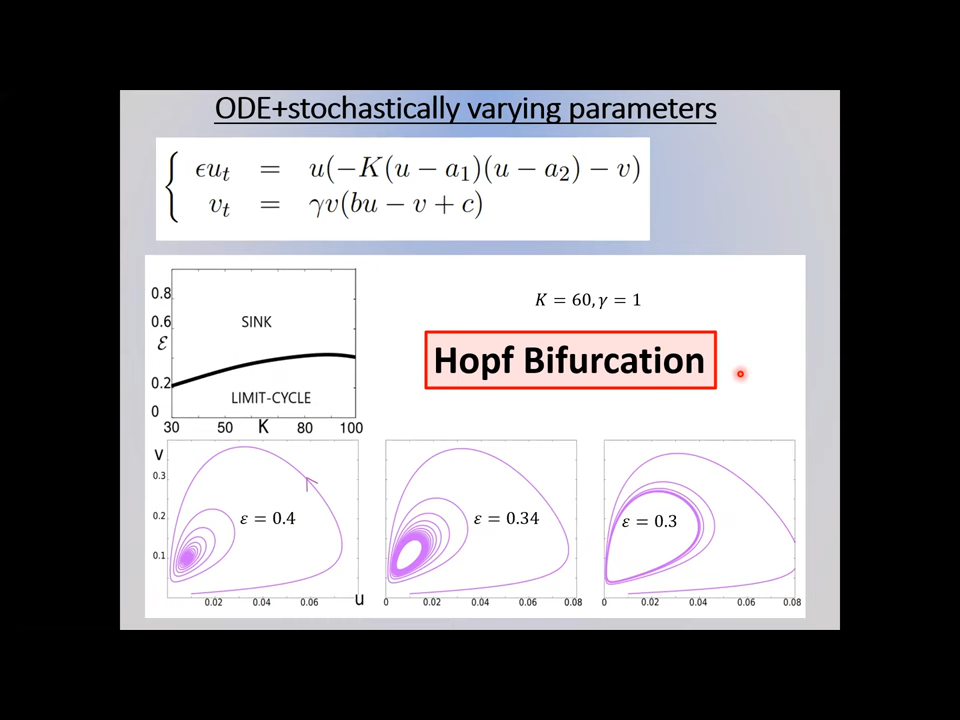 ODE+stochastically varying parameters
ϵu_t = u(−K(u − a_1)(u − a_2) − v)
v_t = γv(bu − v + c)
0.8
0.6
ℰ
0.2
0
SINK
LIMIT-CYCLE
30 50 K 80 100
K = 60, γ = 1
Hopf Bifurcation
v
0.3
0.2
0.1
ε = 0.4
0.02 0.04 0.06 u
ε = 0.34
0 0.02 0.04 0.06 0.08
ε = 0.3
0 0.02 0.04 0.06 0.08